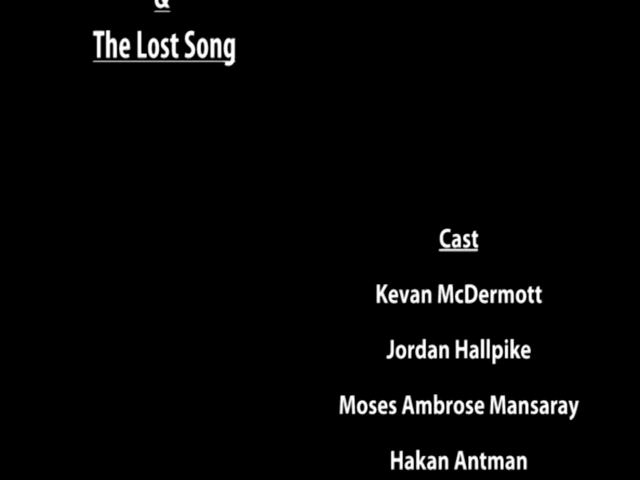 &
The Lost Song
Cast
Kevan McDermott
Jordan Hallpike
Moses Ambrose Mansaray
Hakan Antman